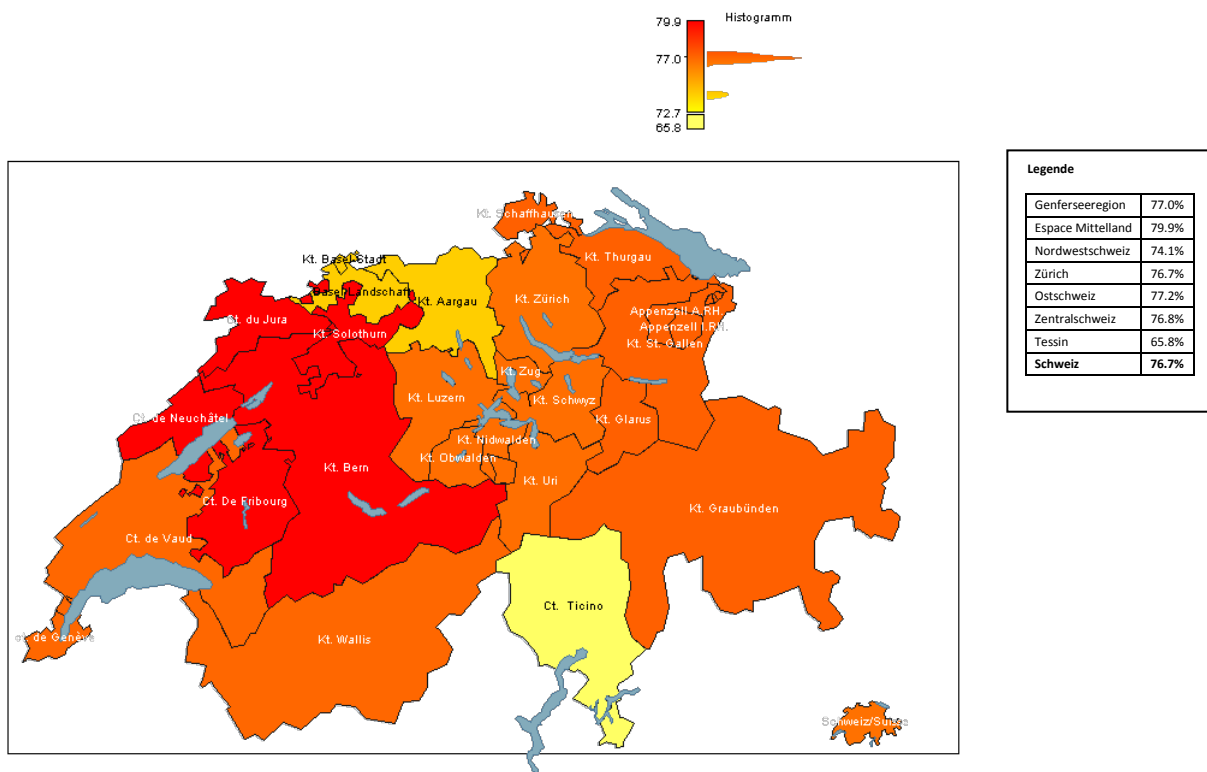 Histogramm
79.9
77.0
72.7
65.8
Legende
Genferseeregion 77.0%
Espace Mittelland 79.9%
Nordwestschweiz 74.1%
Zürich 76.7%
Ostschweiz 77.2%
Zentralschweiz 76.8%
Tessin 65.8%
Schweiz 76.7%
Kt. Schaffhausen
Kt. Basel-Stadt
Kt. Thurgau
Basel-Landschaft
Kt. Aargau
Kt. Zürich
Appenzell A.RH.
Ct. du Jura
Appenzell I.RH.
Kt. Solothurn
Kt. St. Gallen
Kt. Zug
Kt. Luzern
Kt. Schwyz
Ct. de Neuchâtel
Kt. Glarus
Kt. Nidwalden
Kt. Obwalden
Kt. Bern
Kt. Uri
Ct. De Fribourg
Kt. Graubünden
Ct. de Vaud
Ct. Ticino
ct. de Genève
Kt. Wallis
Schweiz/Suisse